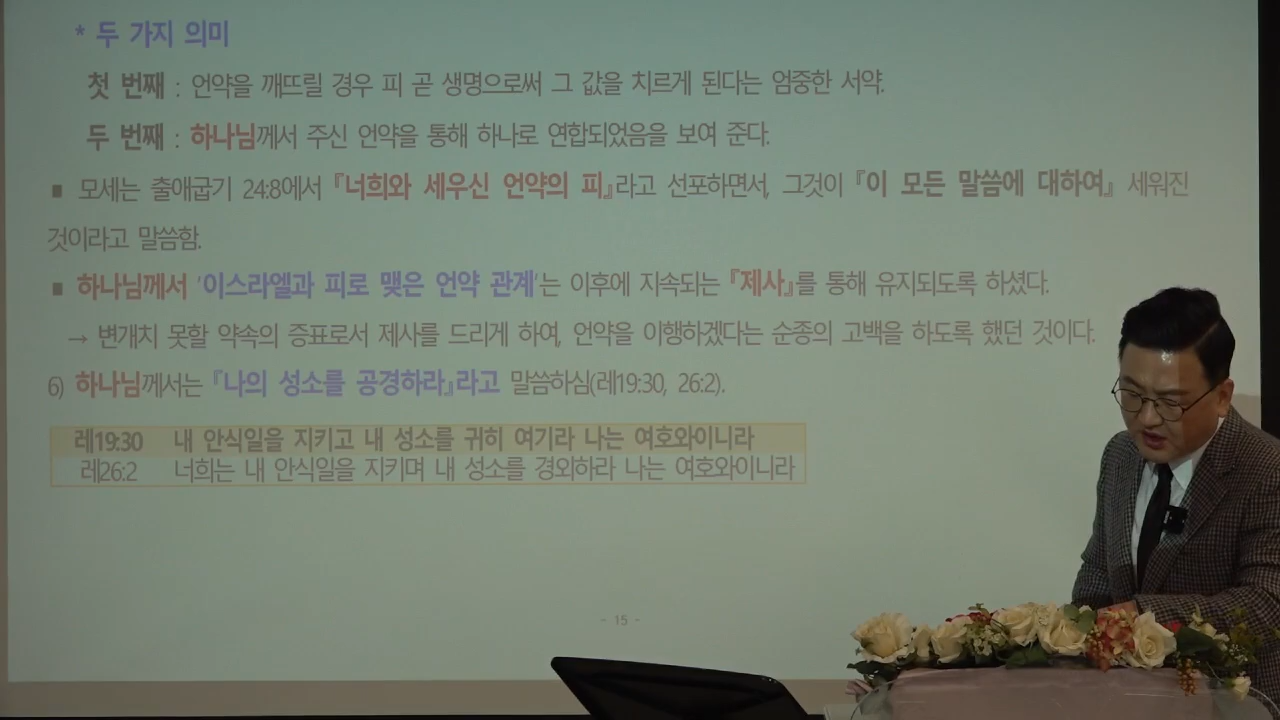 * 두 가지 의미
첫 번째 : 언약을 깨뜨릴 경우 피 곧 생명으로써 그 값을 치르게 된다는 엄중한 서약.
두 번째 : 하나님께서 주신 언약을 통해 하나로 연합되었음을 보여 준다.
■ 모세는 출애굽기 24:8에서 『너희와 세우신 언약의 피』라고 선포하면서, 그것이 『이 모든 말씀에 대하여』 세워진
것이라고 말씀함.
■ 하나님께서 '이스라엘과 피로 맺은 언약 관계'는 이후에 지속되는 『제사』를 통해 유지되도록 하셨다.
→ 변개치 못할 약속의 증표로서 제사를 드리게 하여, 언약을 이행하겠다는 순종의 고백을 하도록 했던 것이다.
6) 하나님께서는 『나의 성소를 공경하라』라고 말씀하심(레19:30, 26:2).
레19:30 내 안식일을 지키고 내 성소를 귀히 여기라 나는 여호와이니라
레26:2 너희는 내 안식일을 지키며 내 성소를 경외하라 나는 여호와이니라
- 15 -